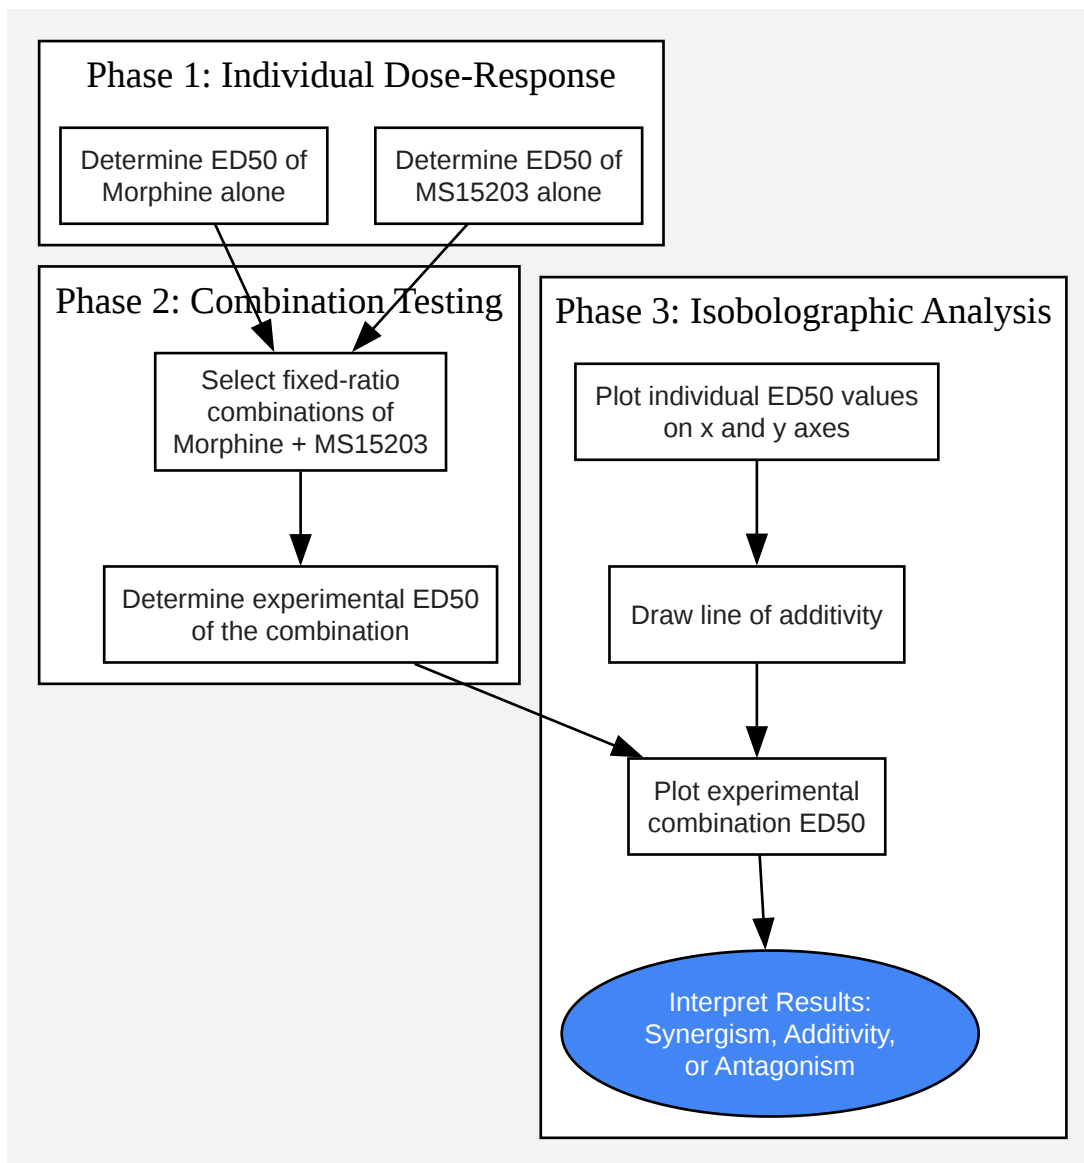 Phase 1: Individual Dose-Response
Determine ED50 of
Morphine alone
Determine ED50 of
MS15203 alone
Phase 2: Combination Testing
Select fixed-ratio
combinations of
Morphine + MS15203
Determine experimental ED50
of the combination
Phase 3: Isobolographic Analysis
Plot individual ED50 values
on x and y axes
Draw line of additivity
Plot experimental
combination ED50
Interpret Results:
Synergism, Additivity,
or Antagonism